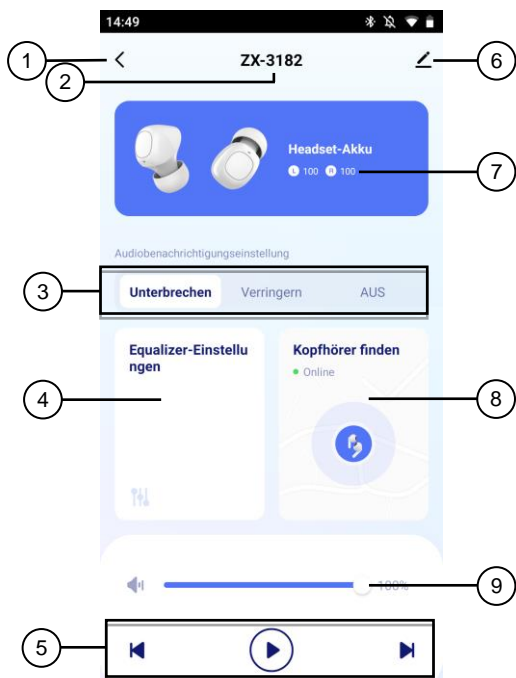 14:49
1
2
ZX-3182
6
Headset-Akku
L 100 R 100
7
Audiobenachrichtigungseinstellung
3
Unterbrechen Verringern AUS
Equalizer-Einstellu
ngen
Kopfhörer finden
Online
4
8
100%
9
5